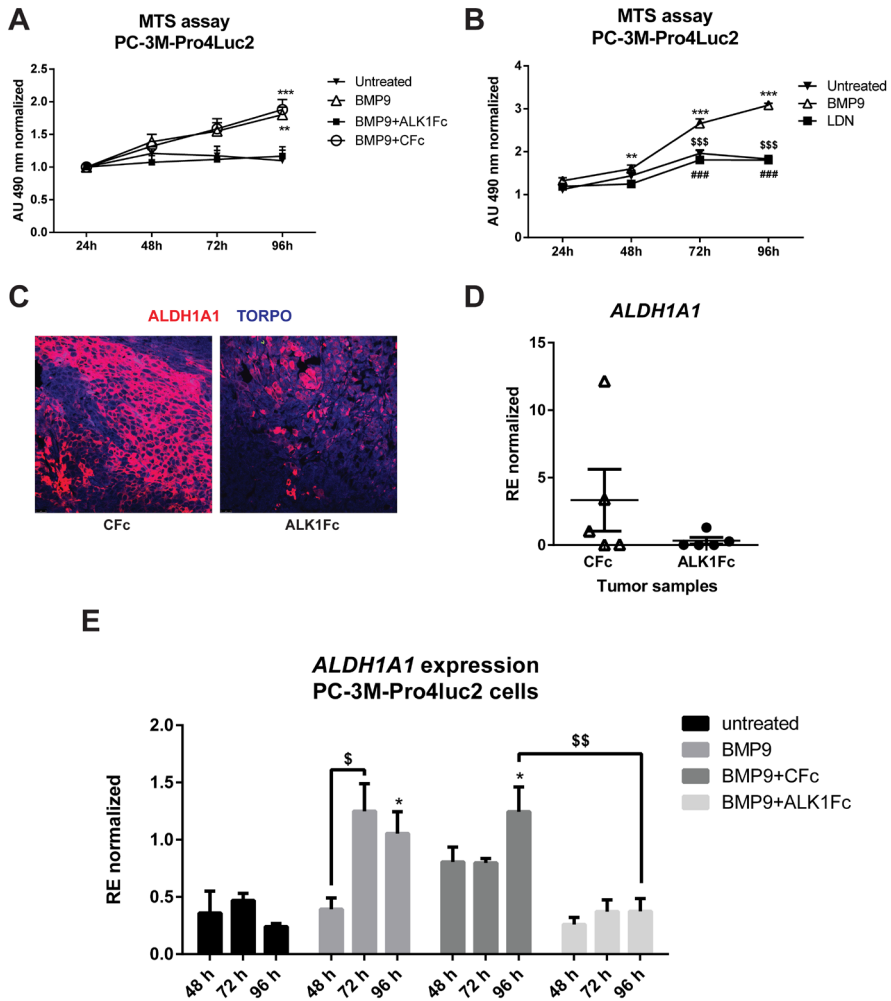 A
MTS assay
PC-3M-Pro4Luc2
AU 490 nm normalized
2.5
2.0
1.5
1.0
0.5
0.0
***
**
24h 48h 72h 96h
Untreated
BMP9
BMP9+ALK1Fc
BMP9+CFc
B
MTS assay
PC-3M-Pro4Luc2
AU 490 nm normalized
4
3
2
1
0
** *** ***
$$$ $$$
### ###
24h 48h 72h 96h
Untreated
BMP9
LDN
C
ALDH1A1 TORPO
CFc ALK1Fc
D
ALDH1A1
RE normalized
15
10
5
0
CFc ALK1Fc
Tumor samples
E
ALDH1A1 expression
PC-3M-Pro4luc2 cells
RE normalized
2.0
1.5
1.0
0.5
0.0
$ * * $$
48 h 72 h 96 h 48 h 72 h 96 h 48 h 72 h 96 h 48 h 72 h 96 h
untreated
BMP9
BMP9+CFc
BMP9+ALK1Fc